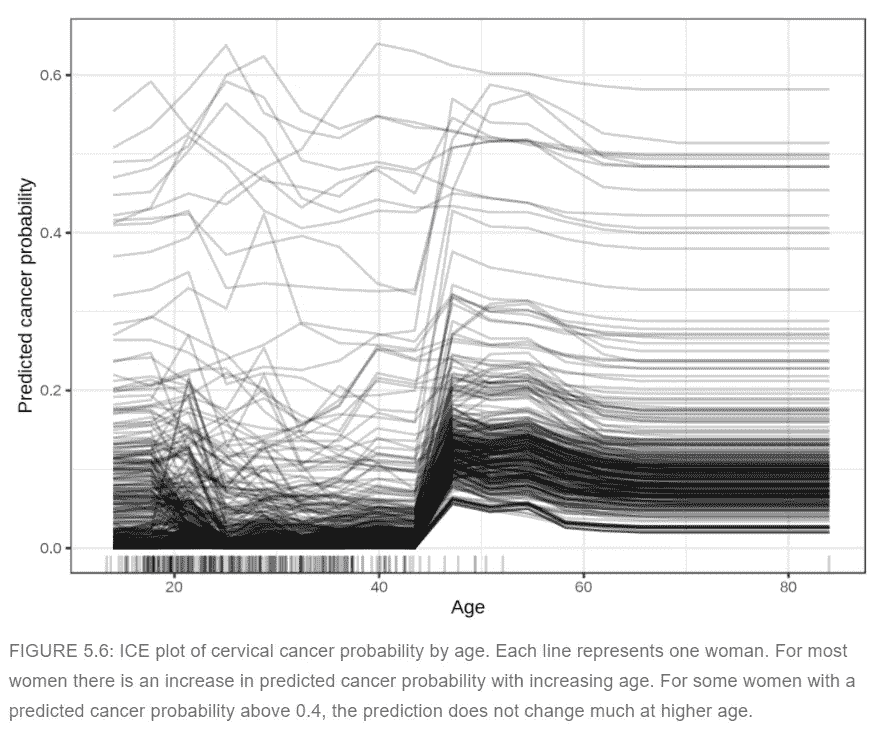 0.6
0.4
0.2
0.0
Predicted cancer probability
20 40 60 80
Age
FIGURE 5.6: ICE plot of cervical cancer probability by age. Each line represents one woman. For most
women there is an increase in predicted cancer probability with increasing age. For some women with a
predicted cancer probability above 0.4, the prediction does not change much at higher age.